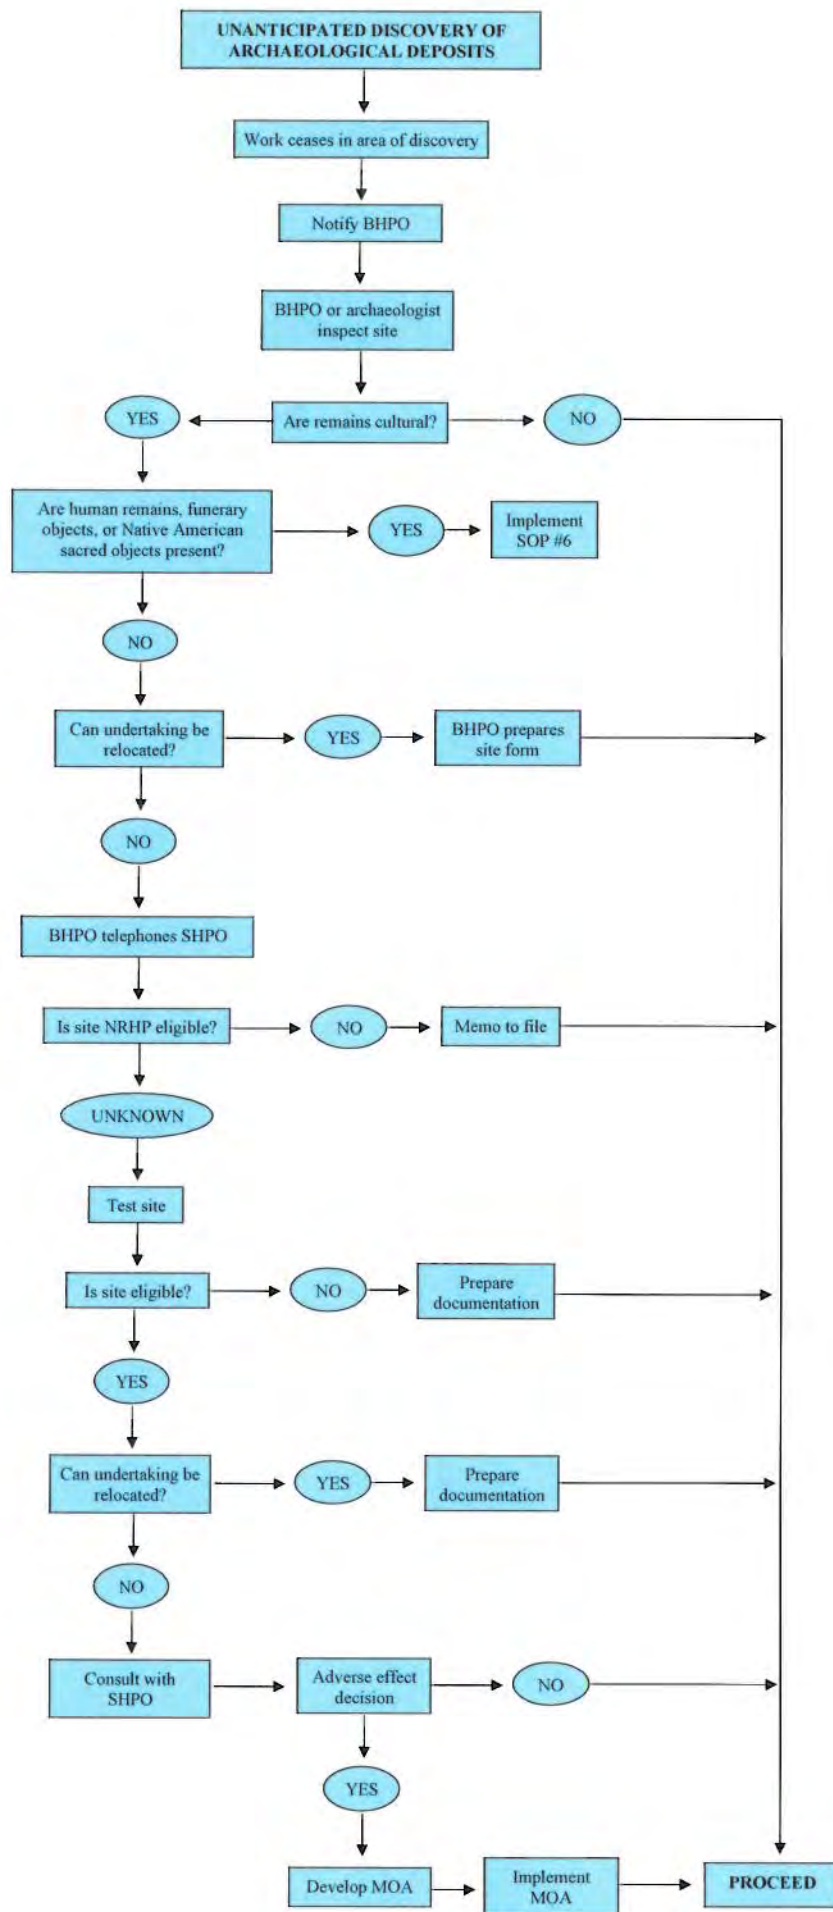 UNANTICIPATED DISCOVERY OF
ARCHAEOLOGICAL DEPOSITS
Work ceases in area of discovery
Notify BHPO
BHPO or archaeologist
inspect site
YES
Are remains cultural?
NO
Are human remains, funerary
objects, or Native American
sacred objects present?
YES
Implement
SOP #6
NO
Can undertaking be
relocated?
YES
BHPO prepares
site form
NO
BHPO telephones SHPO
Is site NRHP eligible?
NO
Memo to file
UNKNOWN
Test site
Is site eligible?
NO
Prepare
documentation
YES
Can undertaking be
relocated?
YES
Prepare
documentation
NO
Consult with
SHPO
Adverse effect
decision
NO
YES
Develop MOA
Implement
MOA
PROCEED